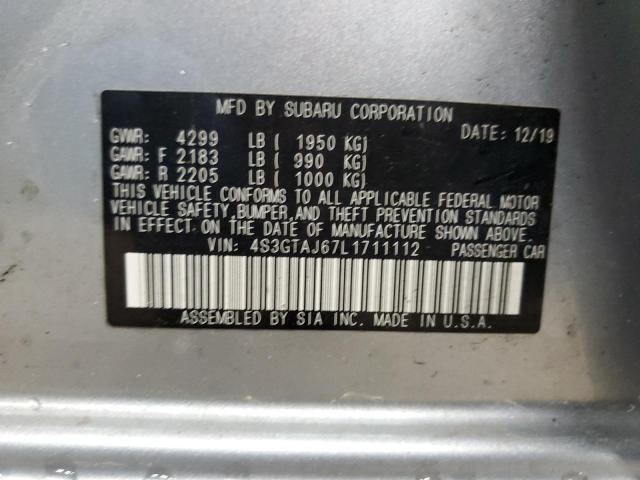 MFD BY SUBARU CORPORATION
DATE: 12/19
GVWR: 4299 LB ( 1950 KG)
GAWR: F 2183 LB ( 990 KG)
GAWR: R 2205 LB ( 1000 KG)
THIS VEHICLE CONFORMS TO ALL APPLICABLE FEDERAL MOTOR
VEHICLE SAFETY, BUMPER, AND THEFT PREVENTION STANDARDS
IN EFFECT ON THE DATE OF MANUFACTURE SHOWN ABOVE.
VIN: 4S3GTAJ67L1711112 PASSENGER CAR
ASSEMBLED BY SIA INC. MADE IN U.S.A.